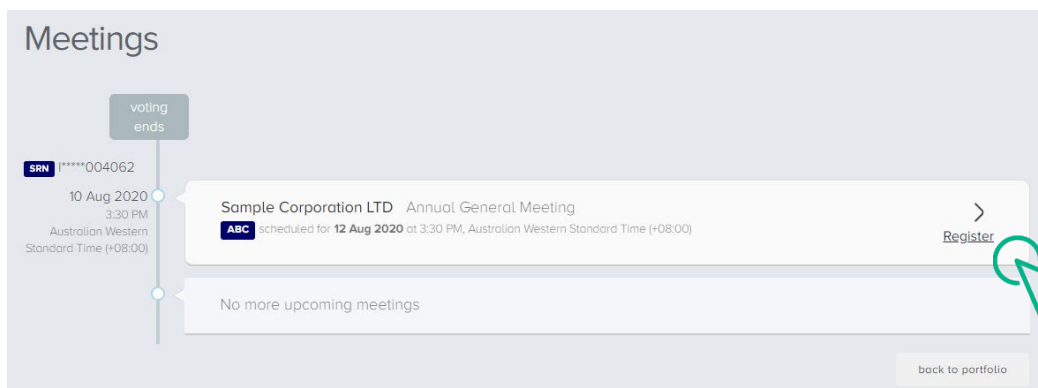 Meetings
voting
ends
SRN I*****004062
10 Aug 2020
3:30 PM
Australian Western
Standard Time (+08:00)
Sample Corporation LTD Annual General Meeting
ABC scheduled for 12 Aug 2020 at 3:30 PM, Australian Western Standard Time (+08:00)
Register
No more upcoming meetings
back to portfolio